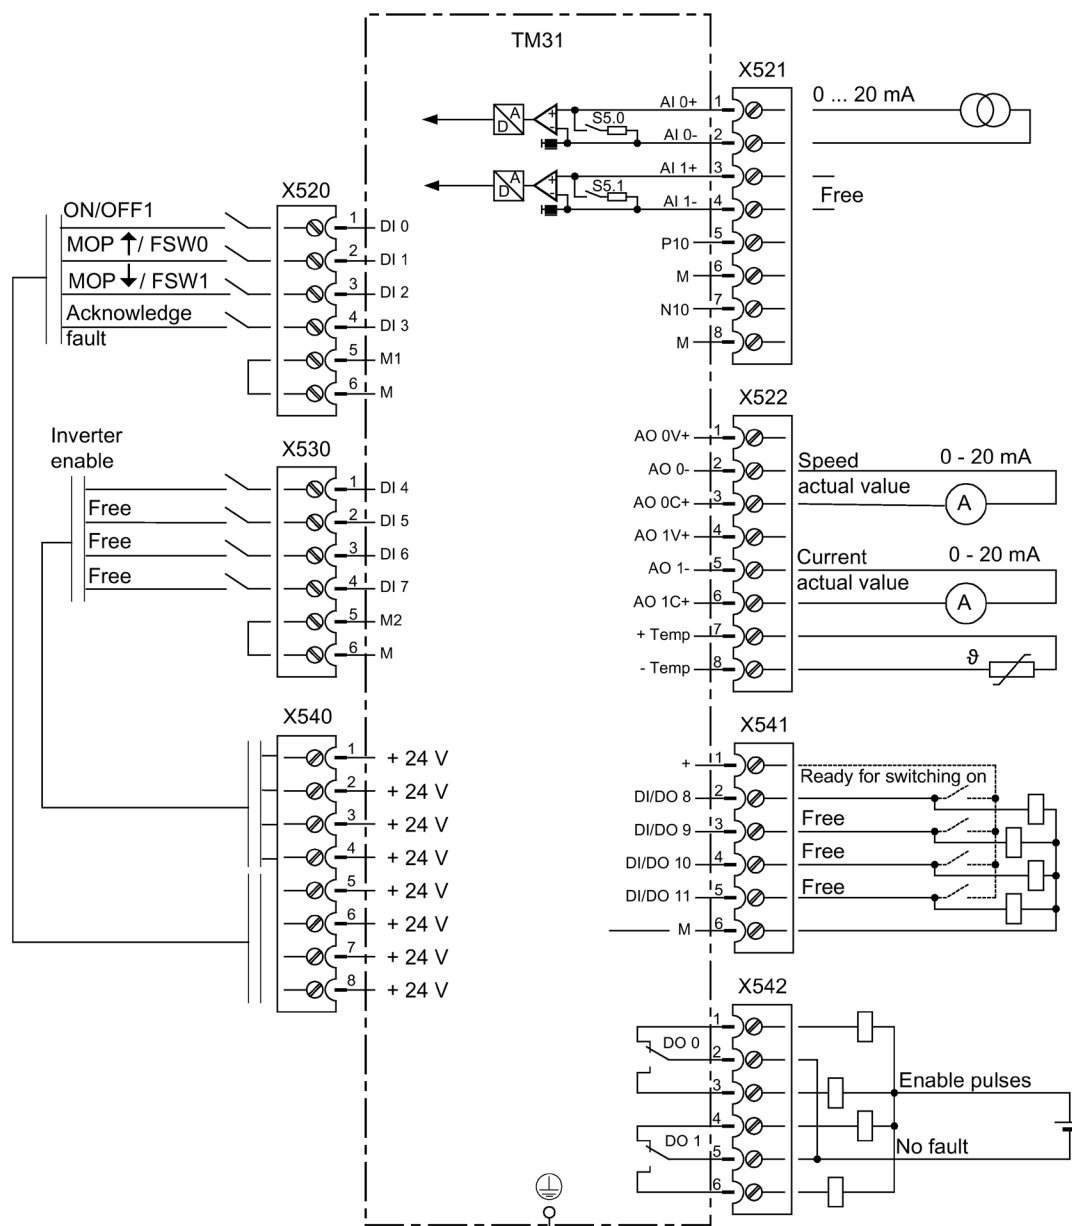 TM31
X521
AI 0+ 1
0 ... 20 mA
A
D
+
-
S5.0
AI 0- 2
AI 1+ 3
A
D
+
-
S5.1
AI 1- 4
Free
P10 5
M 6
N10 7
M 8
X520
ON/OFF1
1 DI 0
MOP ↑/ FSW0
2 DI 1
MOP ↓/ FSW1
3 DI 2
Acknowledge
fault
4 DI 3
5 M1
6 M
X522
AO 0V+ 1
AO 0- 2
Speed
actual value
0 - 20 mA
AO 0C+ 3
A
AO 1V+ 4
AO 1- 5
Current
actual value
0 - 20 mA
AO 1C+ 6
A
+ Temp 7
- Temp 8
ϑ
Inverter
enable
X530
1 DI 4
Free
2 DI 5
Free
3 DI 6
Free
4 DI 7
5 M2
6 M
X540
1 + 24 V
2 + 24 V
3 + 24 V
4 + 24 V
5 + 24 V
6 + 24 V
7 + 24 V
8 + 24 V
X541
+ 1
Ready for switching on
DI/DO 8 2
Free
DI/DO 9 3
Free
DI/DO 10 4
Free
DI/DO 11 5
M 6
X542
1
DO 0 2
3
Enable pulses
4
DO 1 5
No fault
6